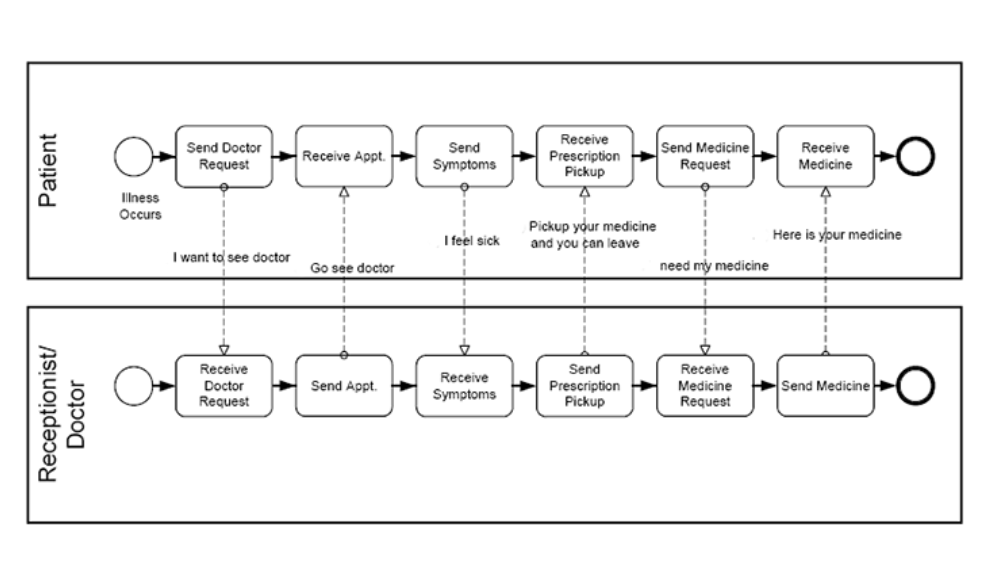 Patient
Send Doctor
Request
Receive Appt.
Send
Symptoms
Receive
Prescription
Pickup
Send Medicine
Request
Receive
Medicine
Illness
Occurs
I want to see doctor
Go see doctor
I feel sick
Pickup your medicine
and you can leave
need my medicine
Here is your medicine
Receptionist/
Doctor
Receive
Doctor
Request
Send Appt.
Receive
Symptoms
Send
Prescription
Pickup
Receive
Medicine
Request
Send Medicine